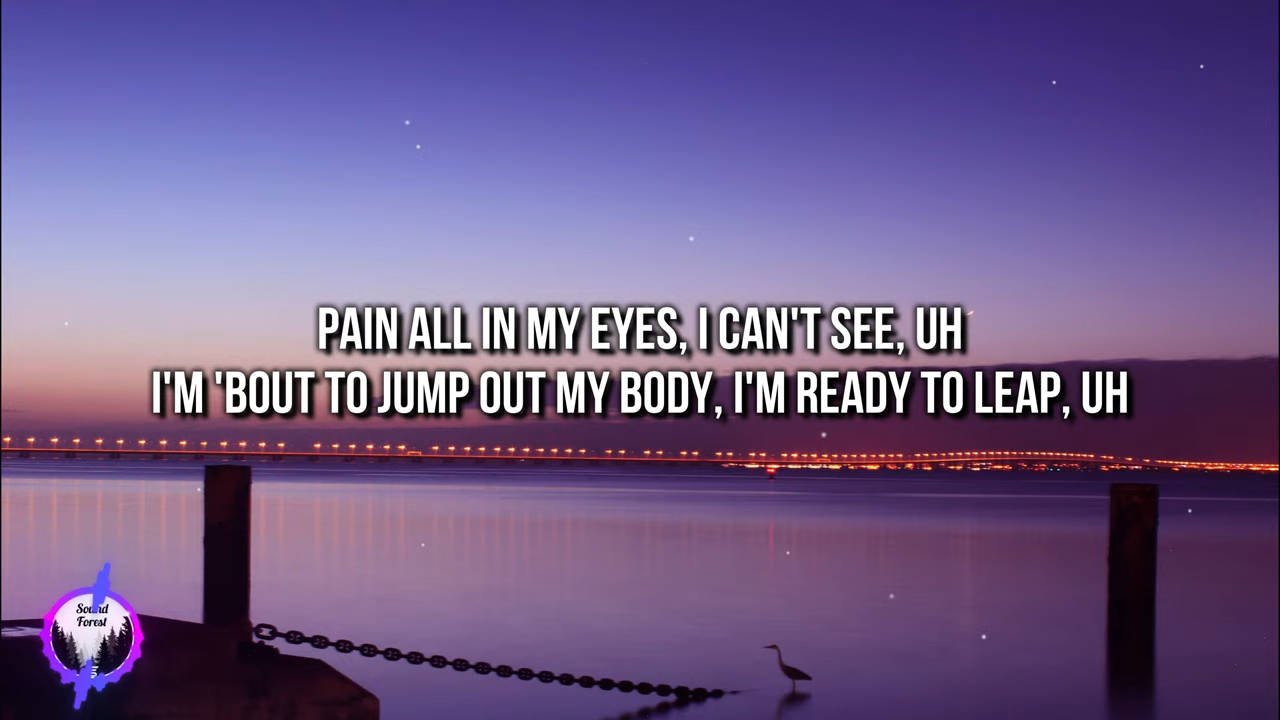 PAIN ALL IN MY EYES, I CAN'T SEE, UH
I'M 'BOUT TO JUMP OUT MY BODY, I'M READY TO LEAP, UH
Sound
Forest